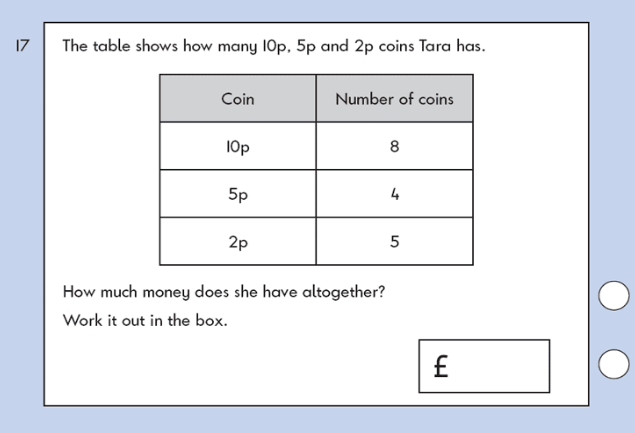 17 The table shows how many 10p, 5p and 2p coins Tara has.
Coin Number of coins
10p 8
5p 4
2p 5
How much money does she have altogether?
Work it out in the box.
£